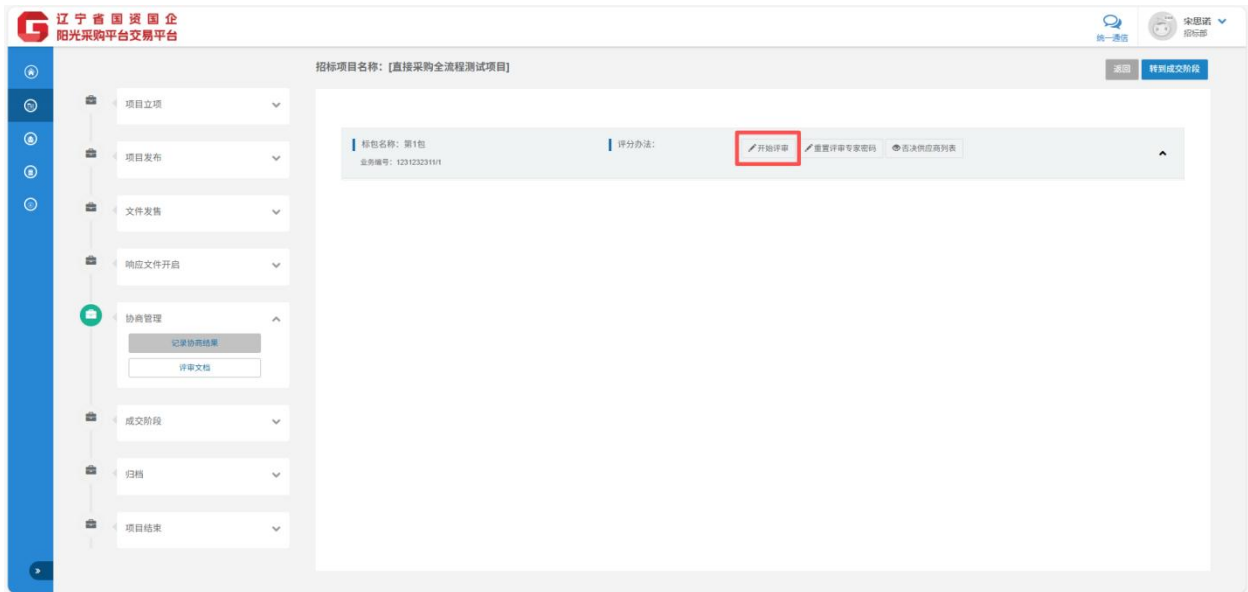 辽宁省国资国企
阳光采购平台交易平台
统一通信
宋思诺
招标部
招标项目名称：[直接采购全流程测试项目]
返回
转到成交阶段
项目立项
项目发布
文件发售
响应文件开启
协商管理
记录协商结果
评审文档
成交阶段
归档
项目结束
标包名称：第1包
业务编号：1231232311/1
评分办法：
开始评审
重置评审专家密码
否决供应商列表